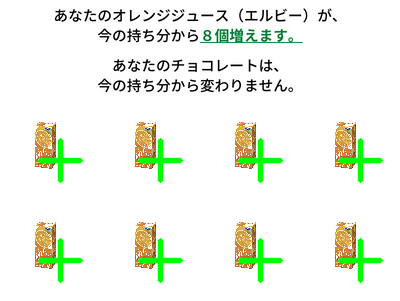 あなたのオレンジジュース（エルビー）が、
今の持ち分から８個増えます。
あなたのチョコレートは、
今の持ち分から変わりません。